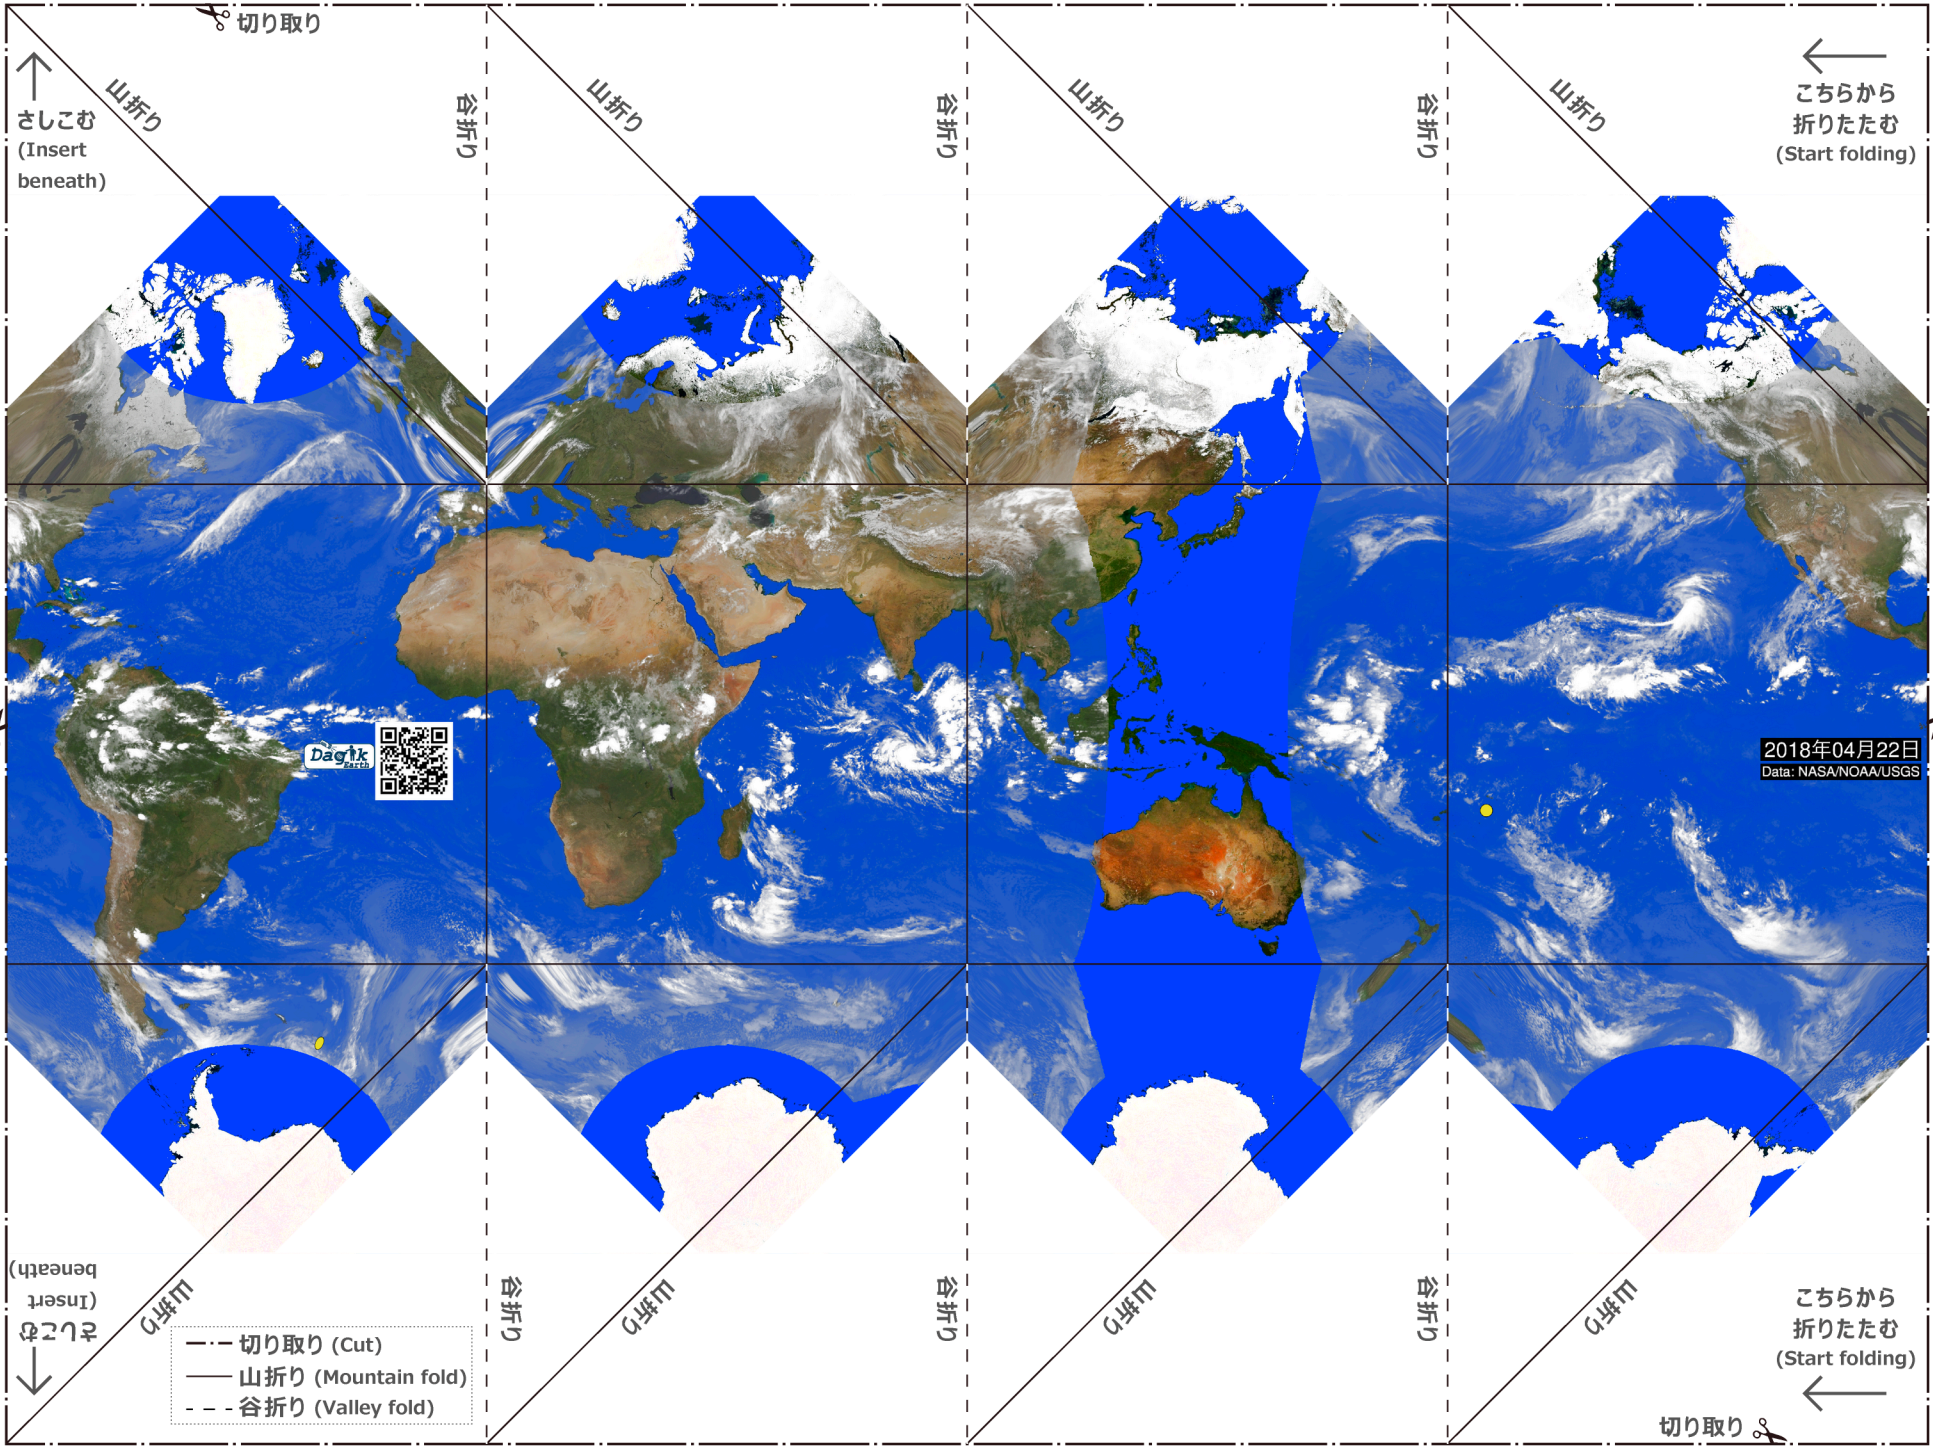 切り取り
山折り
谷折り
山折り
谷折り
山折り
谷折り
山折り
さしこむ
(Insert
beneath)
こちらから
折りたたむ
(Start folding)
Dagik
Earth
2018年04月22日
Data: NASA/NOAA/USGS
さしこむ
(Insert
beneath)
山折り
谷折り
山折り
谷折り
山折り
谷折り
山折り
こちらから
折りたたむ
(Start folding)
切り取り (Cut)
山折り (Mountain fold)
谷折り (Valley fold)
切り取り